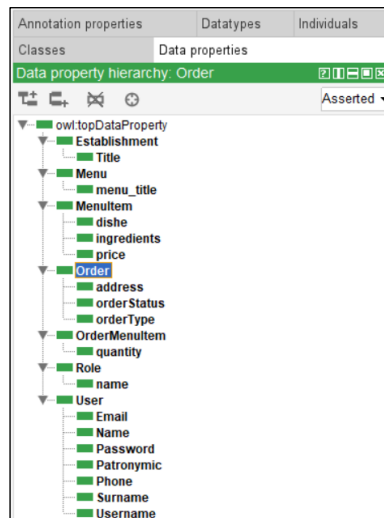 Annotation properties Datatypes Individuals
Classes Data properties
Data property hierarchy: Order
Asserted
owl:topDataProperty
Establishment
Title
Menu
menu_title
MenuItem
dishe
ingredients
price
Order
address
orderStatus
orderType
OrderMenuItem
quantity
Role
name
User
Email
Name
Password
Patronymic
Phone
Surname
Username